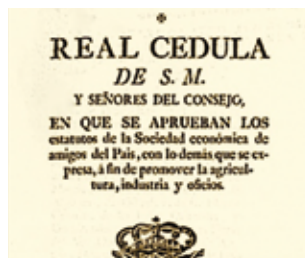 REAL CEDULA
DE S. M.
Y SEÑORES DEL CONSEJO,
EN QUE SE APRUEBAN LOS
estatutos de la Sociedad económica de
amigos del Pais, con lo demás que se ex-
presa, à fin de promover la agricul-
tura, industria y oficios.